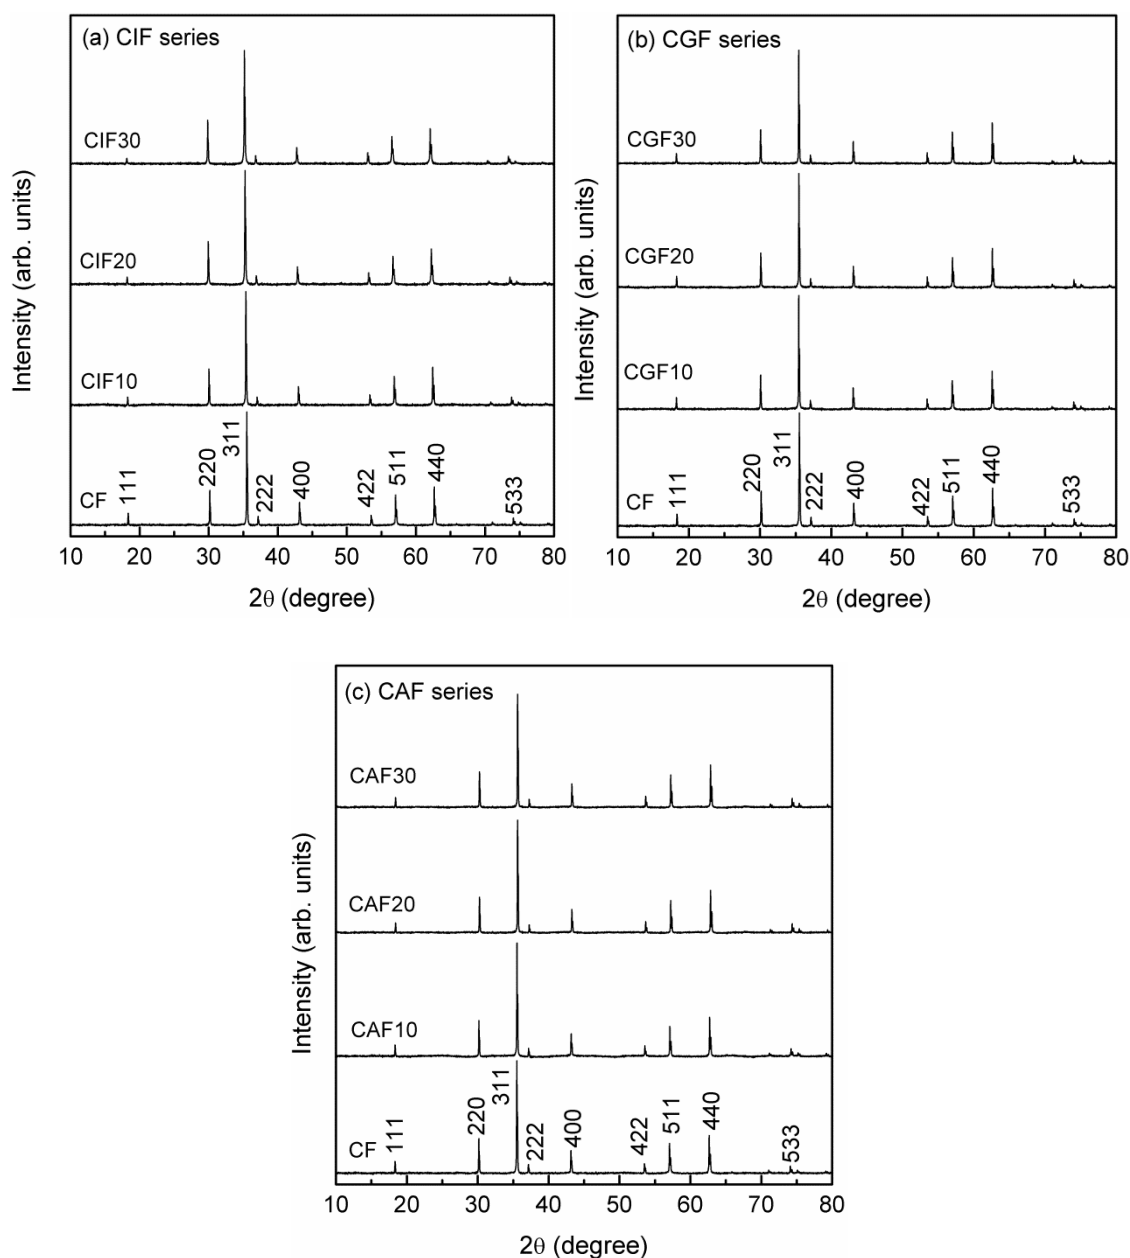 (a) CIF series
CIF30
CIF20
CIF10
CF
111
220
311
222
400
422
511
440
533
10 20 30 40 50 60 70 80
2θ (degree)
Intensity (arb. units)
(b) CGF series
CGF30
CGF20
CGF10
CF
111
220
311
222
400
422
511
440
533
10 20 30 40 50 60 70 80
2θ (degree)
Intensity (arb. units)
(c) CAF series
CAF30
CAF20
CAF10
CF
111
220
311
222
400
422
511
440
533
10 20 30 40 50 60 70 80
2θ (degree)
Intensity (arb. units)